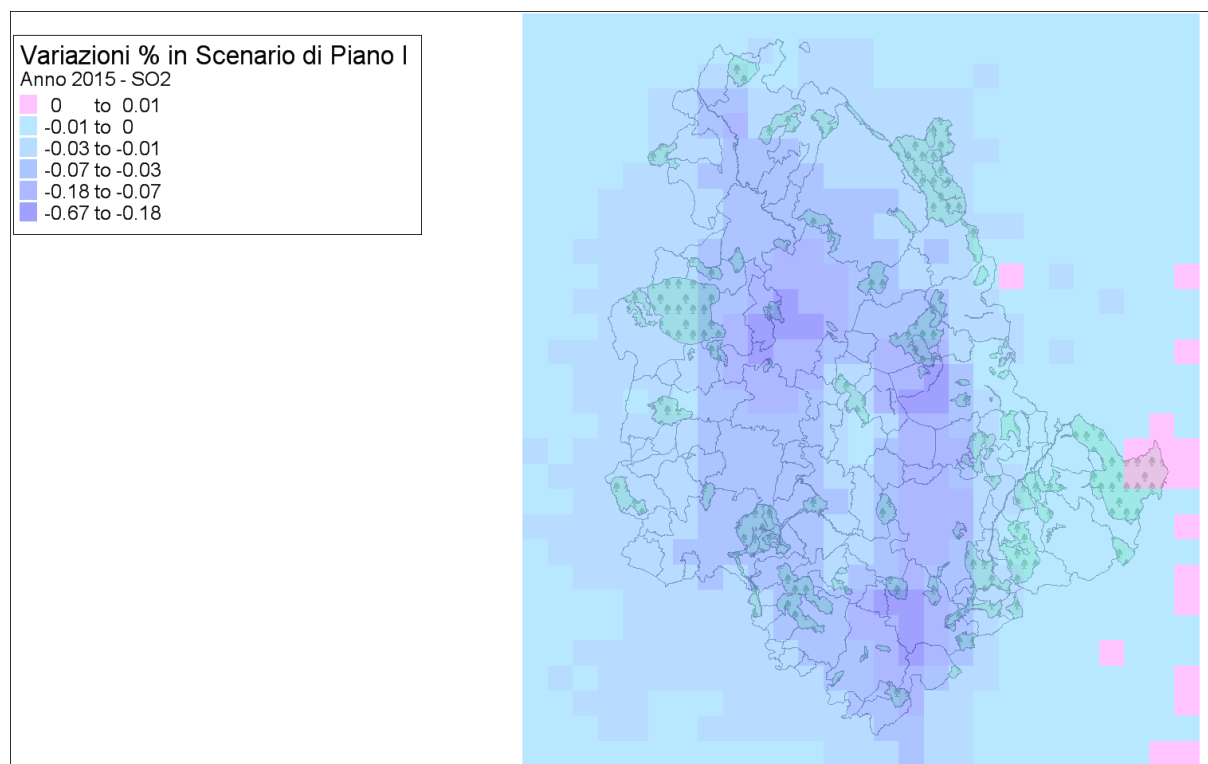 Variazioni % in Scenario di Piano I
Anno 2015 - SO2
0 to 0.01
-0.01 to 0
-0.03 to -0.01
-0.07 to -0.03
-0.18 to -0.07
-0.67 to -0.18